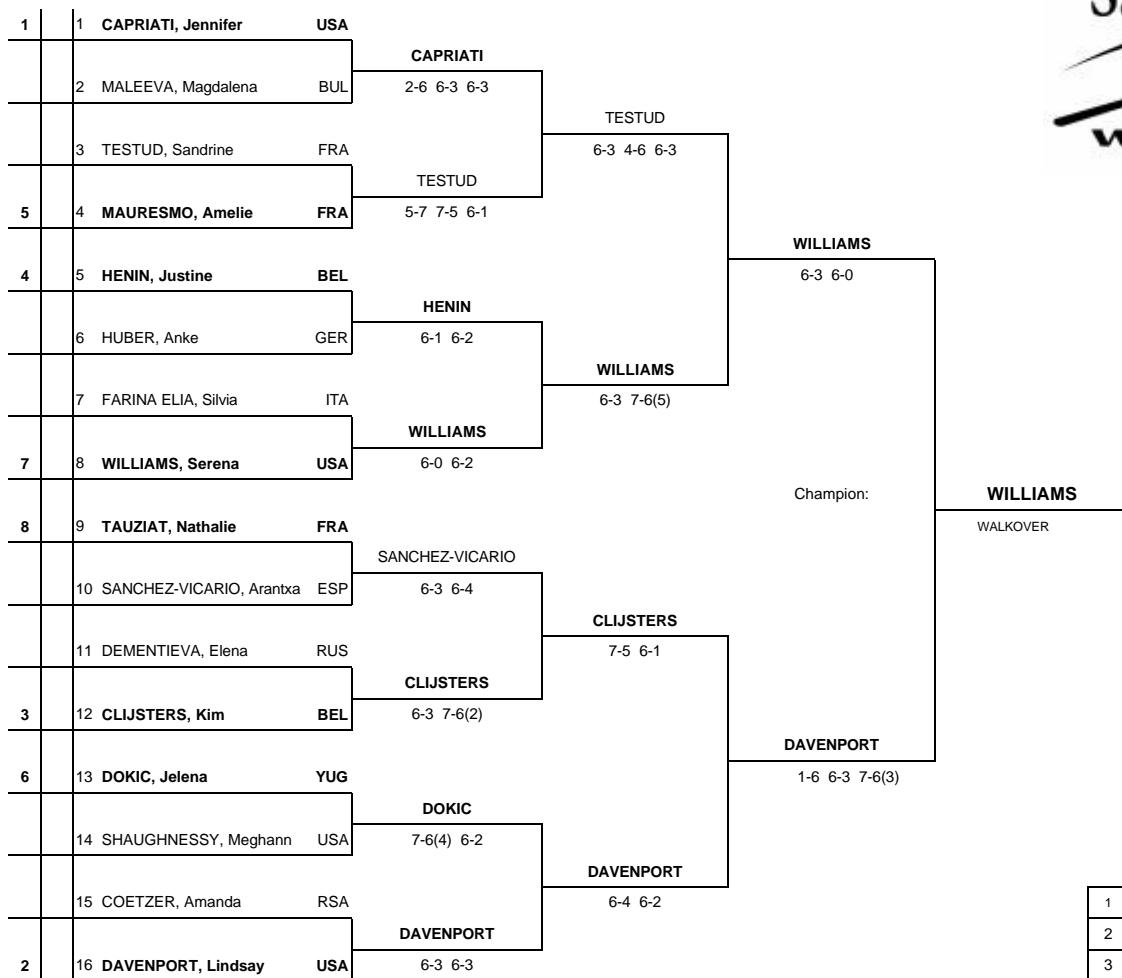 1 1 CAPRIATI, Jennifer USA
CAPRIATI
2 MALEEVA, Magdalena BUL 2-6 6-3 6-3
TESTUD
3 TESTUD, Sandrine FRA 6-3 4-6 6-3
TESTUD
5 4 MAURESMO, Amelie FRA 5-7 7-5 6-1
WILLIAMS
4 5 HENIN, Justine BEL 6-3 6-0
HENIN
6 HUBER, Anke GER 6-1 6-2
WILLIAMS
7 FARINA ELIA, Silvia ITA 6-3 7-6(5)
WILLIAMS
7 8 WILLIAMS, Serena USA 6-0 6-2
Champion: WILLIAMS
8 9 TAUZIAT, Nathalie FRA WALKOVER
SANCHEZ-VICARIO
10 SANCHEZ-VICARIO, Arantxa ESP 6-3 6-4
CLIJSTERS
11 DEMENTIEVA, Elena RUS 7-5 6-1
CLIJSTERS
3 12 CLIJSTERS, Kim BEL 6-3 7-6(2)
DAVENPORT
6 13 DOKIC, Jelena YUG 1-6 6-3 7-6(3)
DOKIC
14 SHAUGHNESSY, Meghann USA 7-6(4) 6-2
DAVENPORT
15 COETZER, Amanda RSA 6-4 6-2
1
DAVENPORT
2
2 16 DAVENPORT, Lindsay USA 6-3 6-3
3